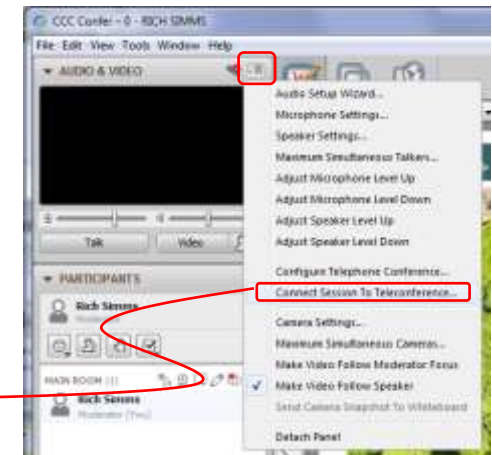 CCC Confer - 0 - RICH SIMMS
File Edit View Tools Window Help
AUDIO & VIDEO
Talk
Video
PARTICIPANTS
Rich Simms
Moderator
MAIN ROOM (1)
Rich Simms
Moderator (You)
Audio Setup Wizard...
Microphone Settings...
Speaker Settings...
Maximum Simultaneous Talkers...
Adjust Microphone Level Up
Adjust Microphone Level Down
Adjust Speaker Level Up
Adjust Speaker Level Down
Configure Telephone Conference...
Connect Session To Teleconference...
Camera Settings...
Maximum Simultaneous Cameras...
Make Video Follow Moderator Focus
Make Video Follow Speaker
Send Camera Snapshot To Whiteboard
Detach Panel